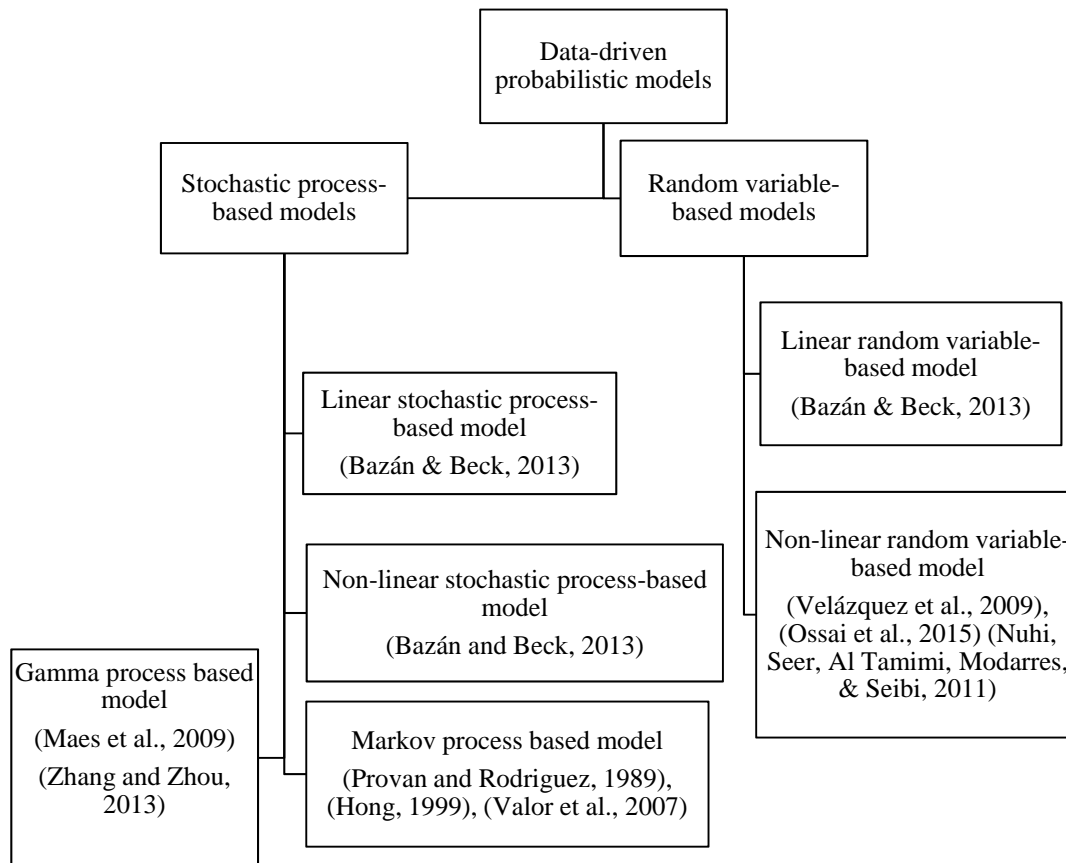 Data-driven
probabilistic models
Stochastic process-
based models
Random variable-
based models
Linear random variable-
based model
(Bazán & Beck, 2013)
Linear stochastic process-
based model
(Bazán & Beck, 2013)
Non-linear random variable-
based model
(Velázquez et al., 2009),
(Ossai et al., 2015) (Nuhi,
Seer, Al Tamimi, Modarres,
& Seibi, 2011)
Non-linear stochastic process-based
model
(Bazán and Beck, 2013)
Gamma process based
model
(Maes et al., 2009)
(Zhang and Zhou,
2013)
Markov process based model
(Provan and Rodriguez, 1989),
(Hong, 1999), (Valor et al., 2007)